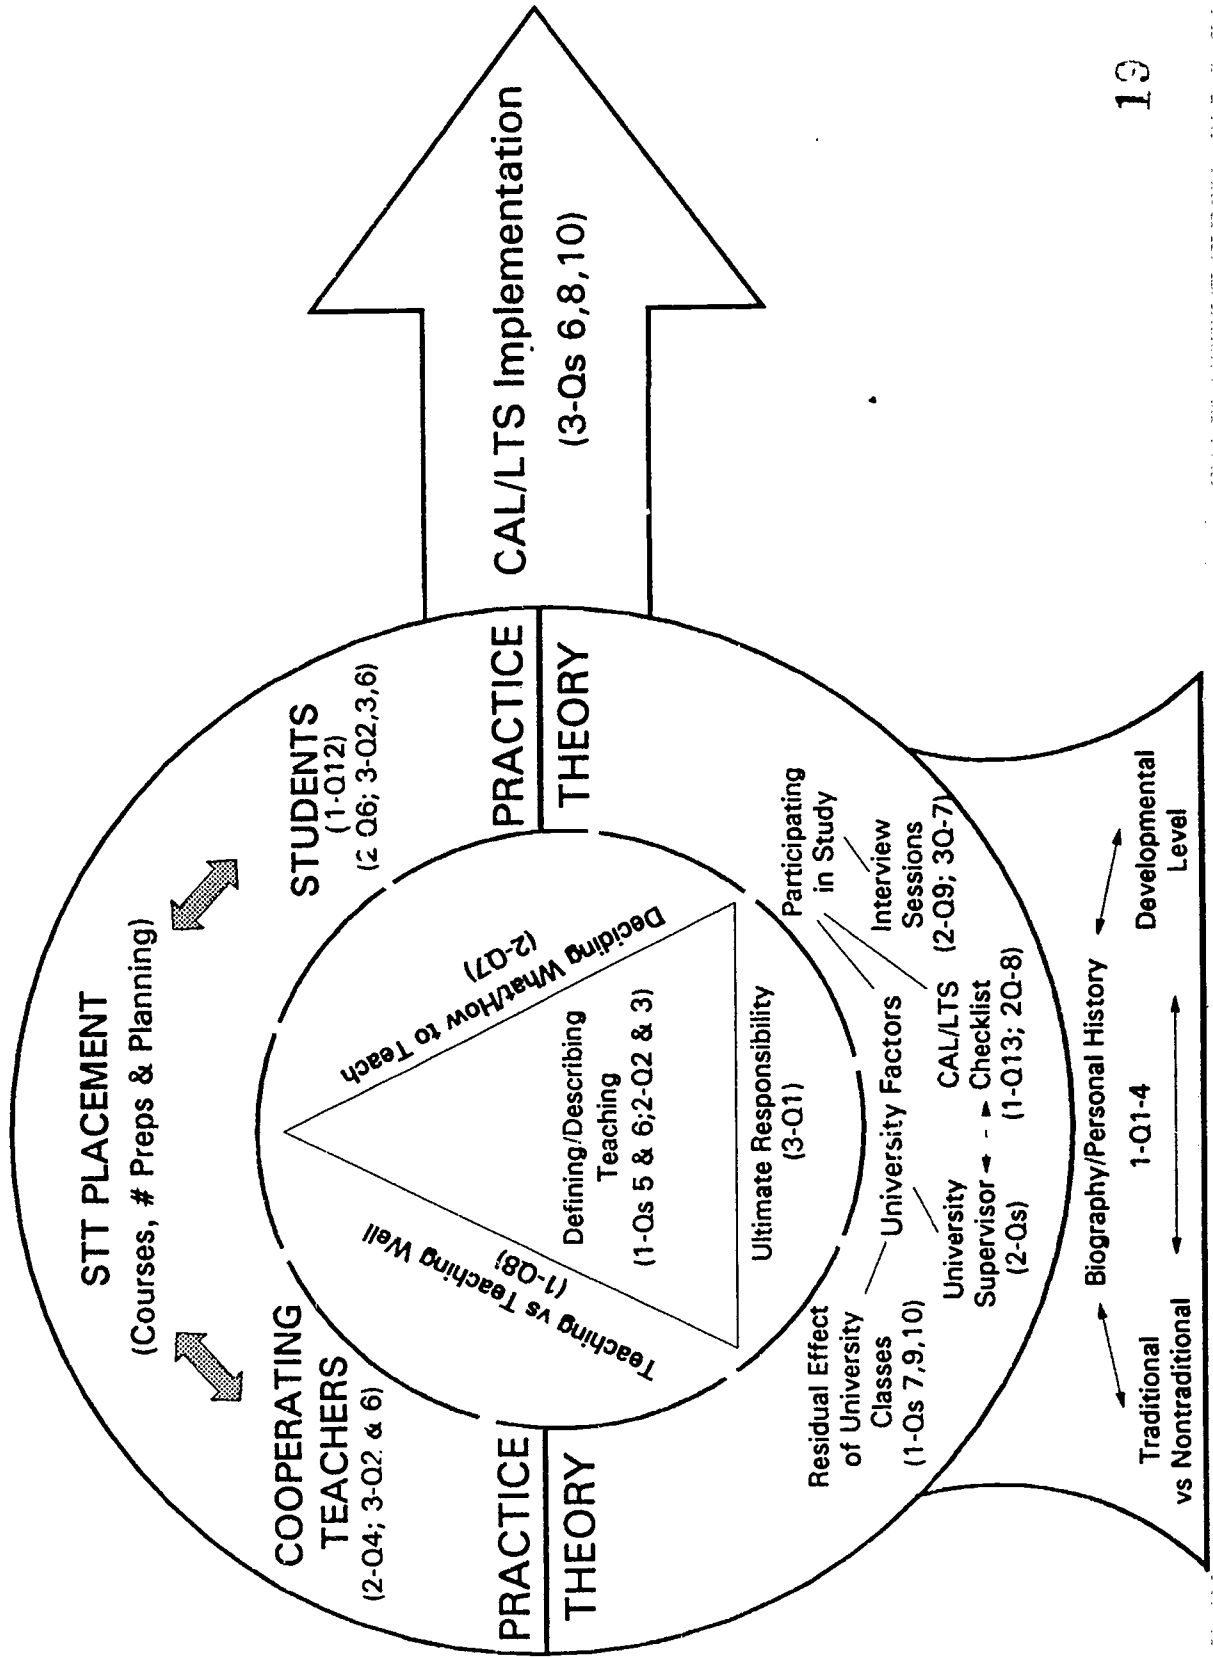 STT PLACEMENT
(Courses, # Preps & Planning)
COOPERATING
TEACHERS
(2-Q4; 3-Q2 & 6)
STUDENTS
(1-Q12)
(2 Q6; 3-Q2,3,6)
PRACTICE
THEORY
PRACTICE
THEORY
CAL/LTS Implementation
(3-Qs 6,8,10)
Teaching vs Teaching Well
(1-Q8)
Deciding What/How to Teach
(2-Q7)
Defining/Describing
Teaching
(1-Qs 5 & 6;2-Q2 & 3)
Ultimate Responsibility
(3-Q1)
Residual Effect
of University
Classes
(1-Qs 7,9,10)
University Factors
University
Supervisor
(2-Qs)
CAL/LTS
Checklist
(1-Q13; 2Q-8)
Participating
in Study
Interview
Sessions
(2-Q9; 3Q-7)
Traditional
vs Nontraditional
Biography/Personal History
1-Q1-4
Developmental
Level
19